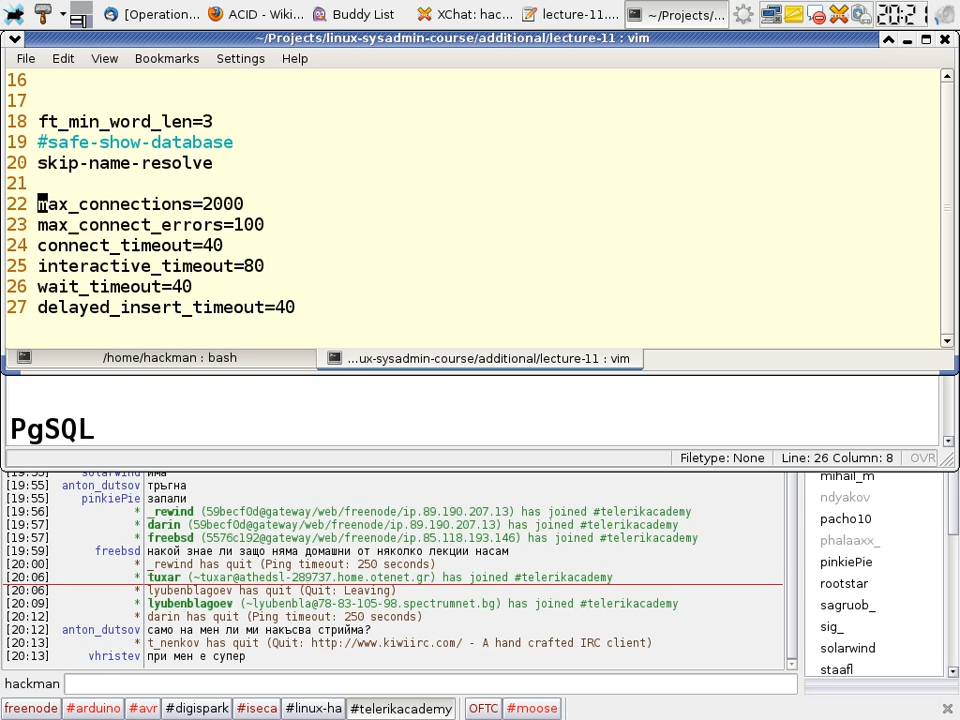 [Operation...
ACID - Wiki...
Buddy List
XChat: hac...
lecture-11....
~/Projects/...
20:21
~/Projects/linux-sysadmin-course/additional/lecture-11 : vim
File Edit View Bookmarks Settings Help
16
17
18 ft_min_word_len=3
19 #safe-show-database
20 skip-name-resolve
21
22 max_connections=2000
23 max_connect_errors=100
24 connect_timeout=40
25 interactive_timeout=80
26 wait_timeout=40
27 delayed_insert_timeout=40
/home/hackman : bash
...ux-sysadmin-course/additional/lecture-11 : vim
PgSQL
Filetype: None Line: 26 Column: 8 OVR
[19:55] solarwind има
[19:55] anton_dutsov тръгна
[19:55] pinkiePie запали
[19:56] * _rewind (59becf0d@gateway/web/freenode/ip.89.190.207.13) has joined #telerikacademy
[19:57] * darin (59becf0d@gateway/web/freenode/ip.89.190.207.13) has joined #telerikacademy
[19:57] * freebsd (5576c192@gateway/web/freenode/ip.85.118.193.146) has joined #telerikacademy
[19:59] freebsd накой знае ли защо няма домашни от няколко лекции насам
[20:00] * _rewind has quit (Ping timeout: 250 seconds)
[20:06] * tuxar (~tuxar@athedsl-289737.home.otenet.gr) has joined #telerikacademy
[20:06] * lyubenblagoev has quit (Quit: Leaving)
[20:09] * lyubenblagoev (~lyubenbla@78-83-105-98.spectrumnet.bg) has joined #telerikacademy
[20:12] * darin has quit (Ping timeout: 250 seconds)
[20:12] anton_dutsov само на мен ли ми накъсва стрийма?
[20:13] * t_nenkov has quit (Quit: http://www.kiwiirc.com/ - A hand crafted IRC client)
[20:13] vhristev при мен е супер
mihail_m
ndyakov
pacho10
phalaaxx_
pinkiePie
rootstar
sagruob_
sig_
solarwind
staafl
hackman
freenode #arduino #avr #digispark #iseca #linux-ha #telerikacademy OFTC #moose